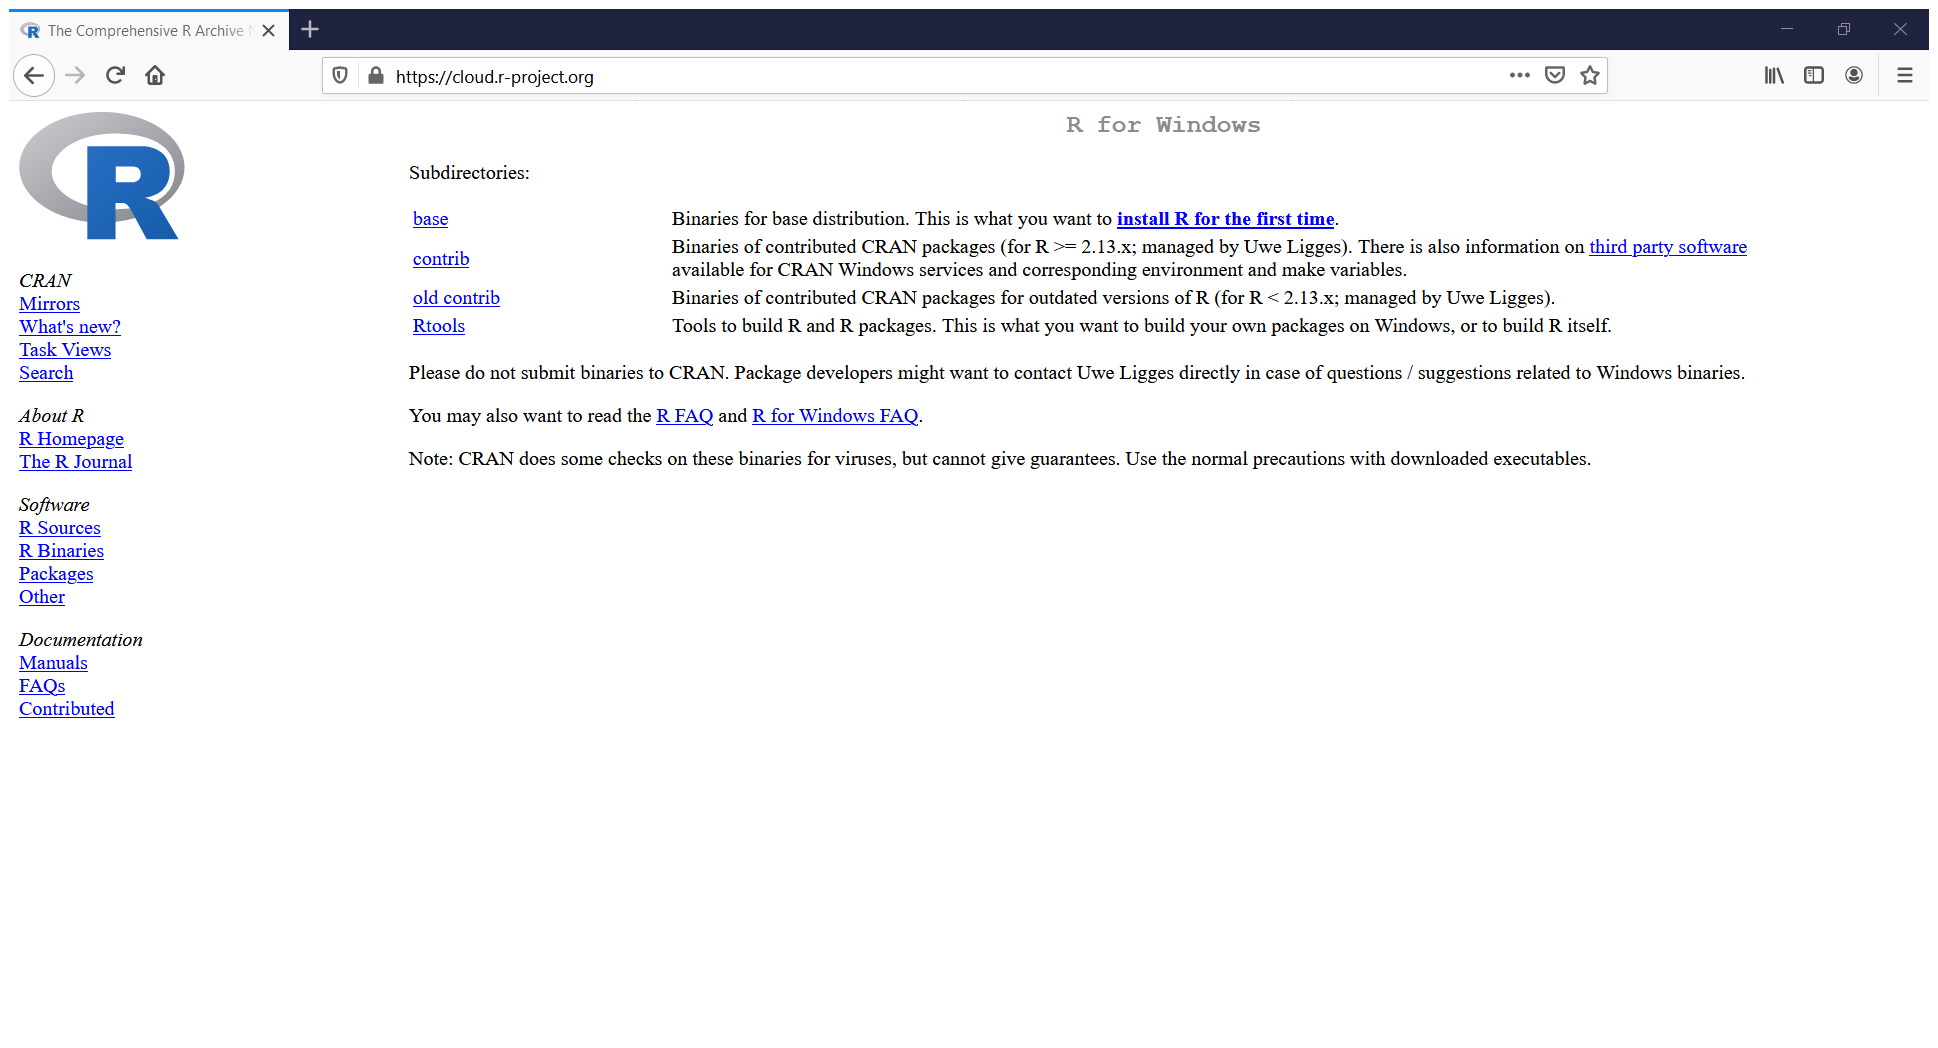 The Comprehensive R Archive
https://cloud.r-project.org
R
R for Windows
Subdirectories:
base Binaries for base distribution. This is what you want to install R for the first time.
contrib Binaries of contributed CRAN packages (for R >= 2.13.x; managed by Uwe Ligges). There is also information on third party software
available for CRAN Windows services and corresponding environment and make variables.
old contrib Binaries of contributed CRAN packages for outdated versions of R (for R < 2.13.x; managed by Uwe Ligges).
Rtools Tools to build R and R packages. This is what you want to build your own packages on Windows, or to build R itself.
Please do not submit binaries to CRAN. Package developers might want to contact Uwe Ligges directly in case of questions / suggestions related to Windows binaries.
You may also want to read the R FAQ and R for Windows FAQ.
Note: CRAN does some checks on these binaries for viruses, but cannot give guarantees. Use the normal precautions with downloaded executables.
CRAN
Mirrors
What's new?
Task Views
Search
About R
R Homepage
The R Journal
Software
R Sources
R Binaries
Packages
Other
Documentation
Manuals
FAQs
Contributed